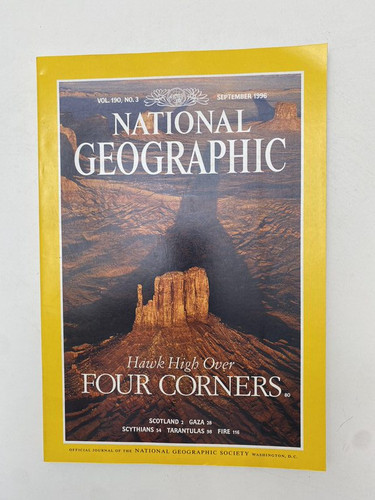 VOL. 190, NO. 3 SEPTEMBER 1996
NATIONAL
GEOGRAPHIC
Hawk High Over
FOUR CORNERS 80
SCOTLAND 2 GAZA 28
SCYTHIANS 54 TARANTULAS 98 FIRE 116
OFFICIAL JOURNAL OF THE NATIONAL GEOGRAPHIC SOCIETY WASHINGTON, D.C.